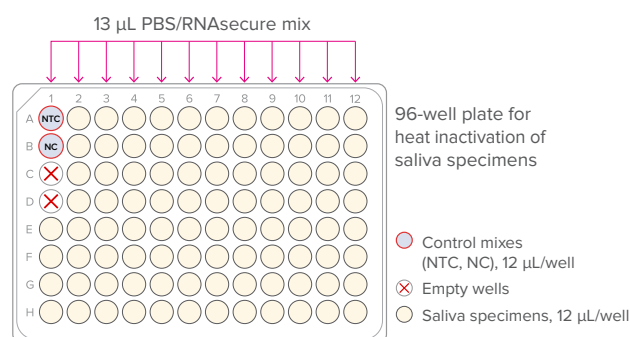 13 µL PBS/RNAsecure mix
1 2 3 4 5 6 7 8 9 10 11 12
A NTC
B NC
C
D
E
F
G
H
96-well plate for
heat inactivation of
saliva specimens
Control mixes
(NTC, NC), 12 µL/well
Empty wells
Saliva specimens, 12 µL/well